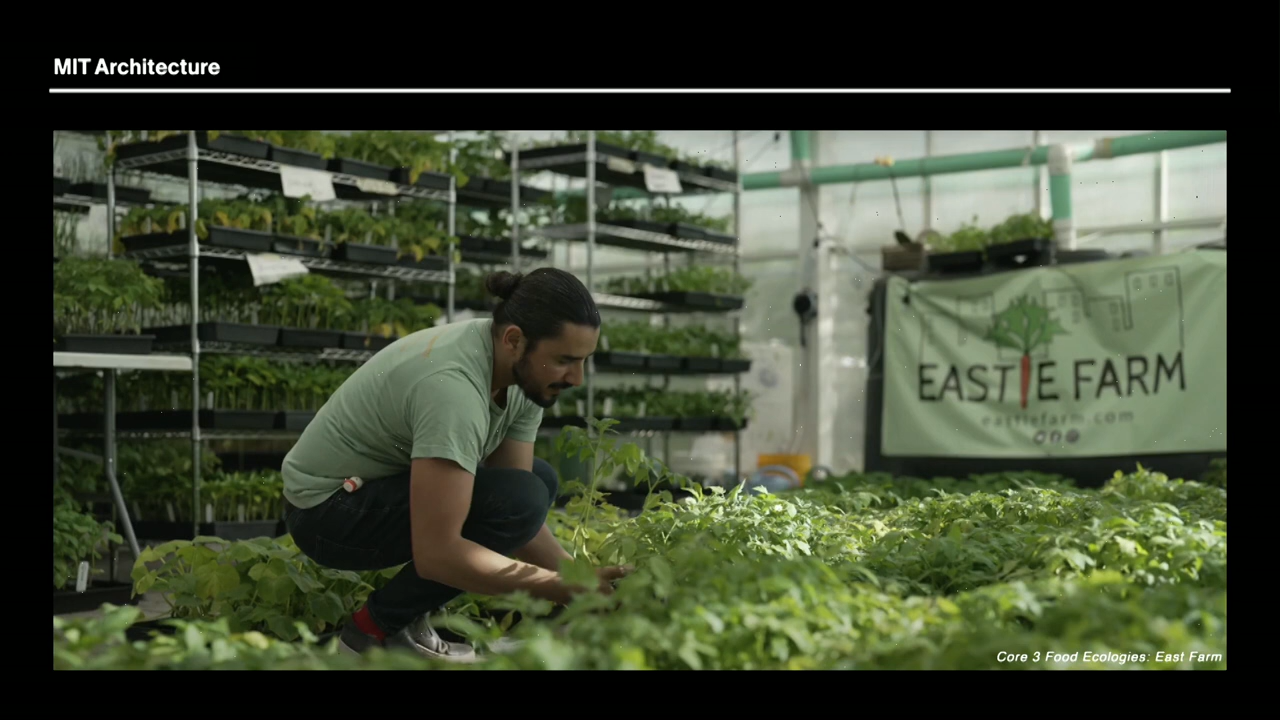 MIT Architecture
EASTIE FARM
eastiefarm.com
Core 3 Food Ecologies: East Farm